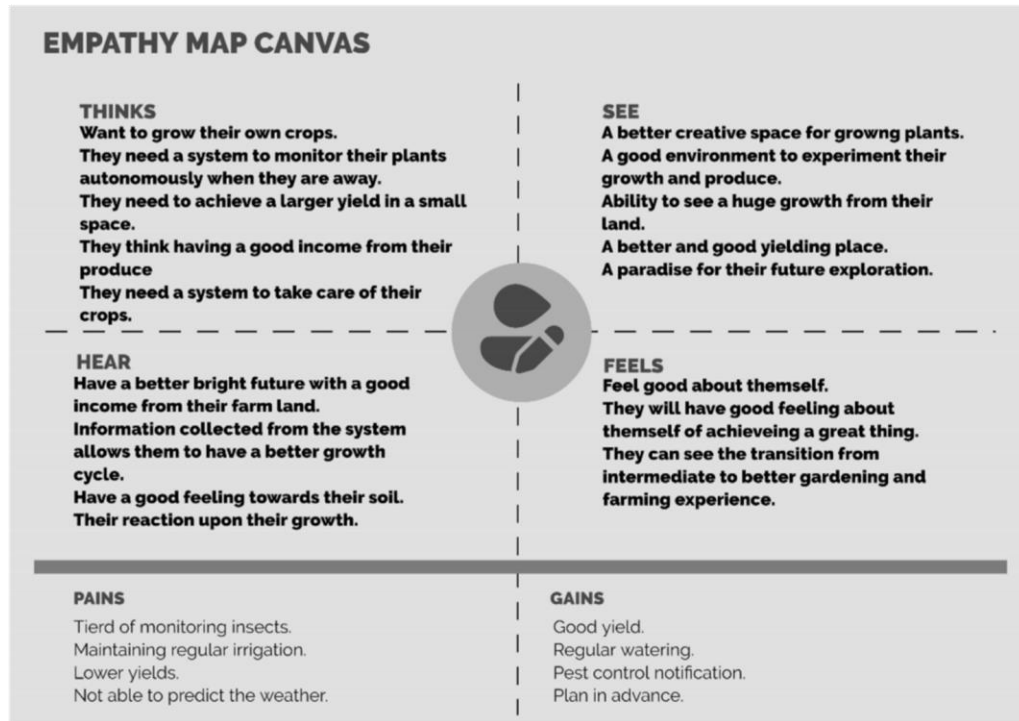 EMPATHY MAP CANVAS
THINKS
Want to grow their own crops.
They need a system to monitor their plants
autonomously when they are away.
They need to achieve a larger yield in a small
space.
They think having a good income from their
produce
They need a system to take care of their
crops.
SEE
A better creative space for growng plants.
A good environment to experiment their
growth and produce.
Ability to see a huge growth from their
land.
A better and good yielding place.
A paradise for their future exploration.
HEAR
Have a better bright future with a good
income from their farm land.
Information collected from the system
allows them to have a better growth
cycle.
Have a good feeling towards their soil.
Their reaction upon their growth.
FEELS
Feel good about themself.
They will have good feeling about
themself of achieveing a great thing.
They can see the transition from
intermediate to better gardening and
farming experience.
PAINS
Tierd of monitoring insects.
Maintaining regular irrigation.
Lower yields.
Not able to predict the weather.
GAINS
Good yield.
Regular watering.
Pest control notification.
Plan in advance.